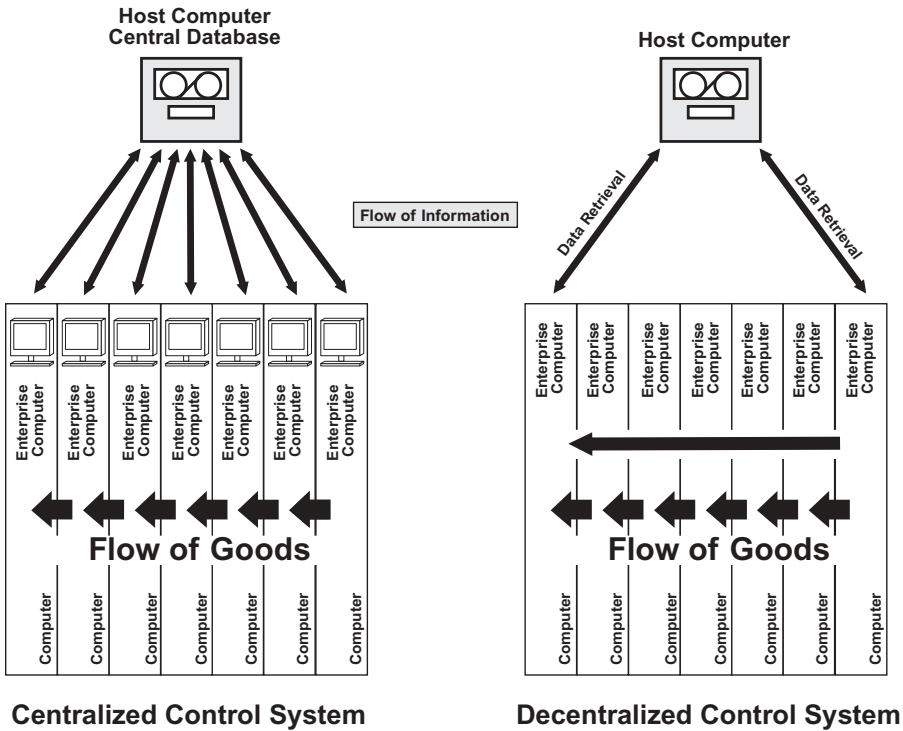 Host Computer
Central Database
Host Computer
Flow of Information
Data Retrieval
Data Retrieval
Enterprise
Computer
Enterprise
Computer
Enterprise
Computer
Enterprise
Computer
Enterprise
Computer
Enterprise
Computer
Enterprise
Computer
Flow of Goods
Computer
Computer
Computer
Computer
Computer
Computer
Computer
Centralized Control System
Enterprise
Computer
Enterprise
Computer
Enterprise
Computer
Enterprise
Computer
Enterprise
Computer
Enterprise
Computer
Enterprise
Computer
Flow of Goods
Computer
Computer
Computer
Computer
Computer
Computer
Computer
Decentralized Control System